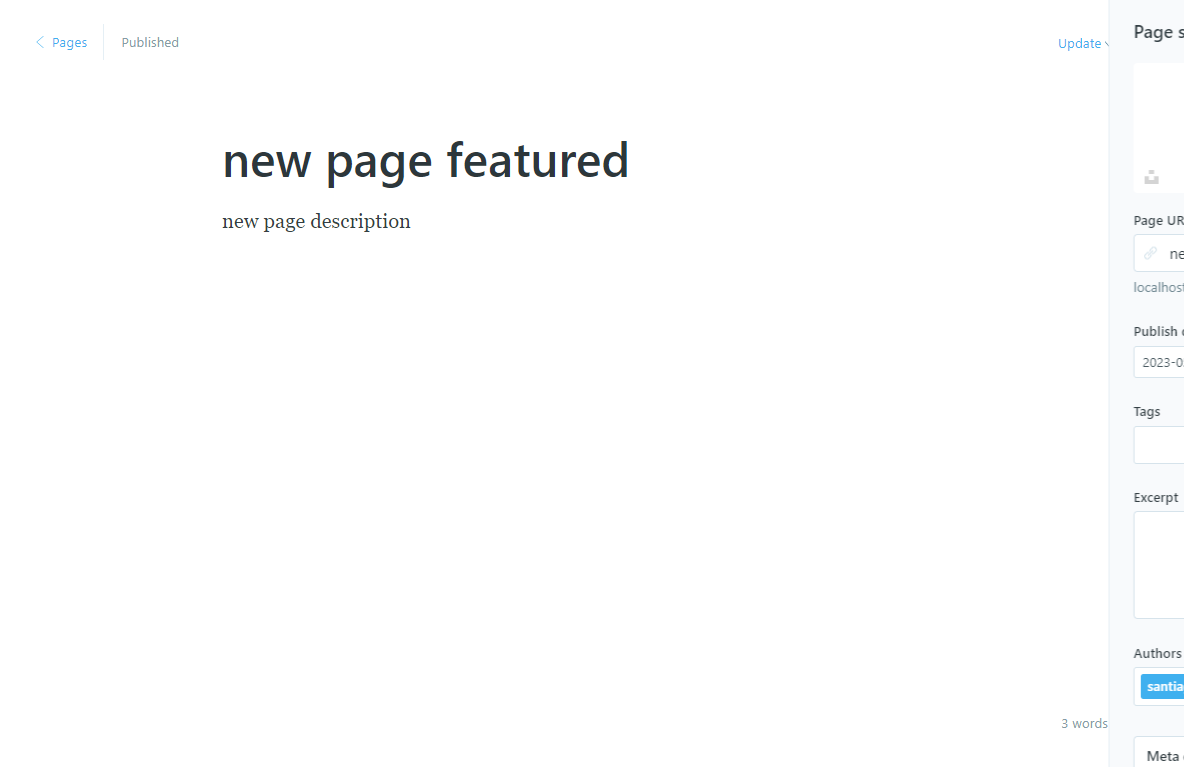 Pages
Published
Update
new page featured
new page description
3 words
Page s
Page UR
ne
localhost
Publish
2023-0
Tags
Excerpt
Authors
santia
Meta